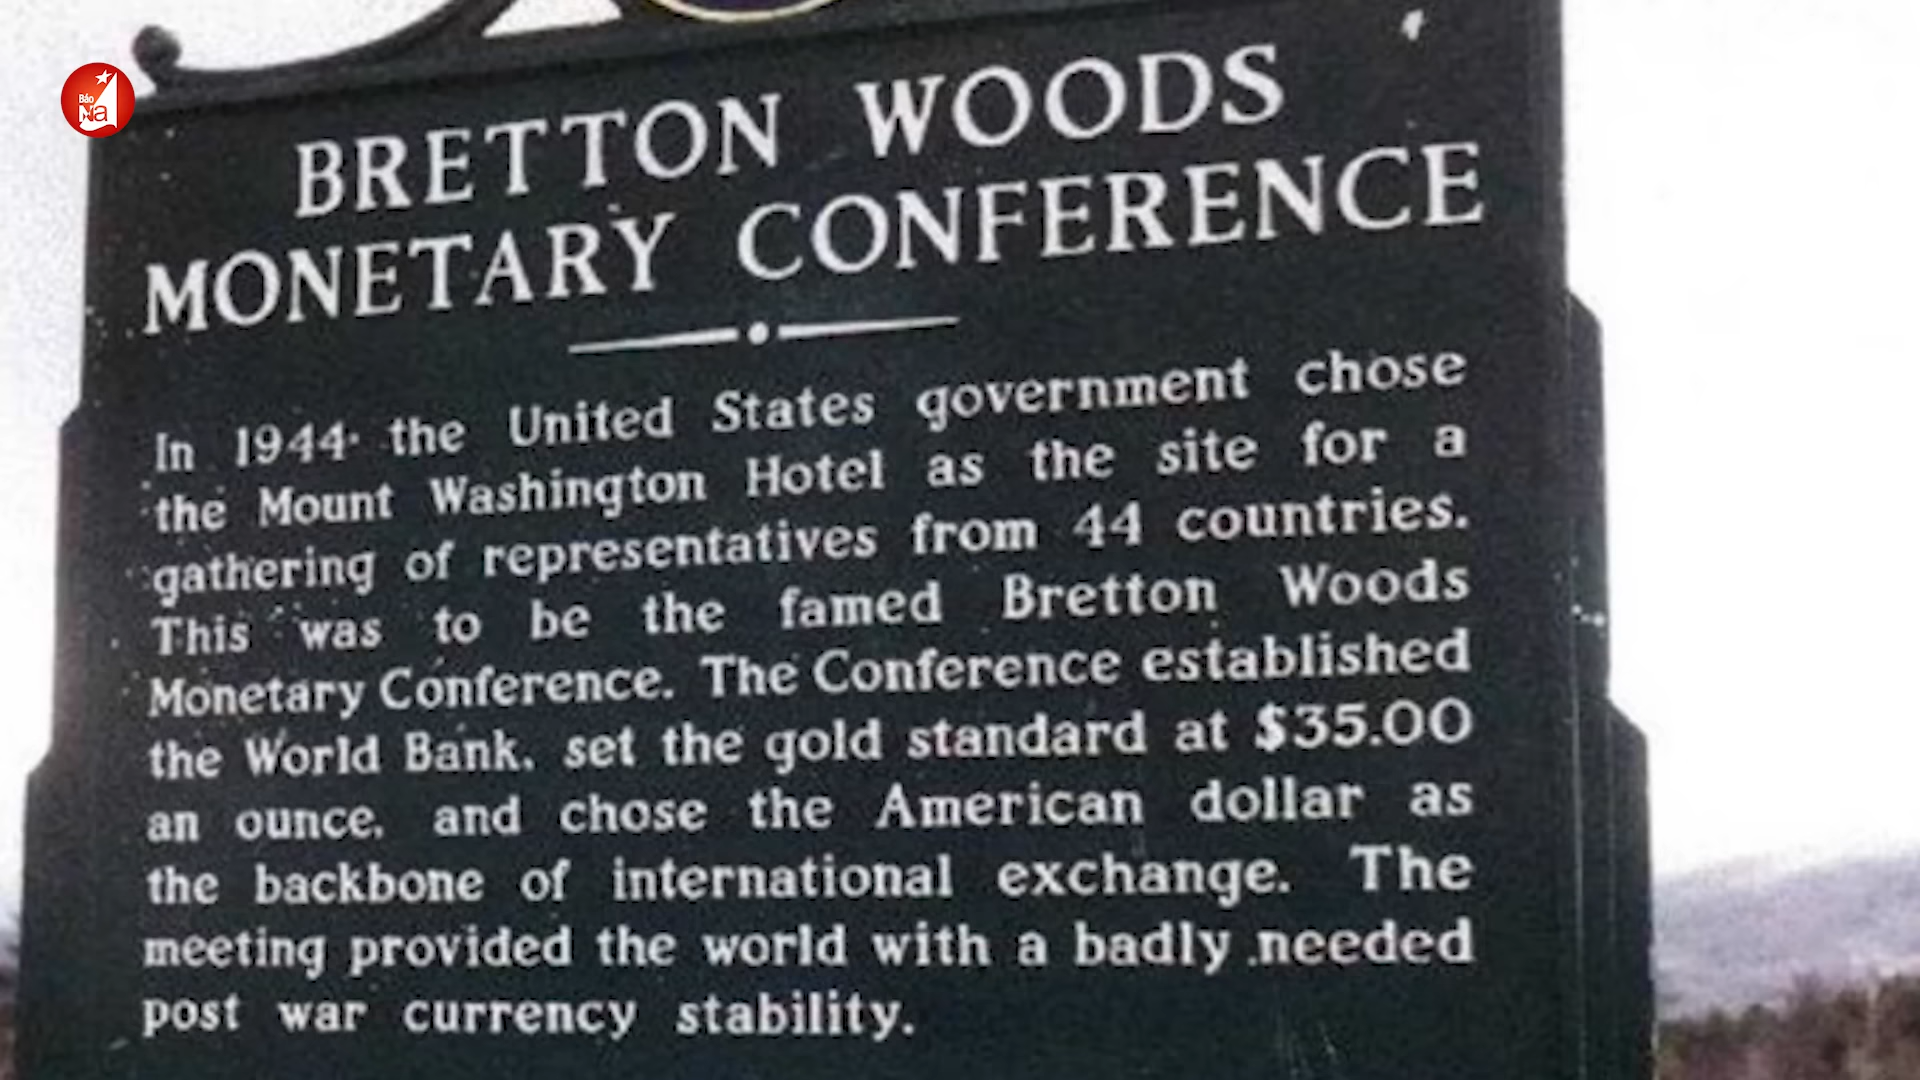 Báo
Na
BRETTON WOODS
MONETARY CONFERENCE
In 1944 the United States government chose
the Mount Washington Hotel as the site for a
gathering of representatives from 44 countries.
This was to be the famed Bretton Woods
Monetary Conference. The Conference established
the World Bank, set the gold standard at $35.00
an ounce, and chose the American dollar as
the backbone of international exchange. The
meeting provided the world with a badly needed
post war currency stability.